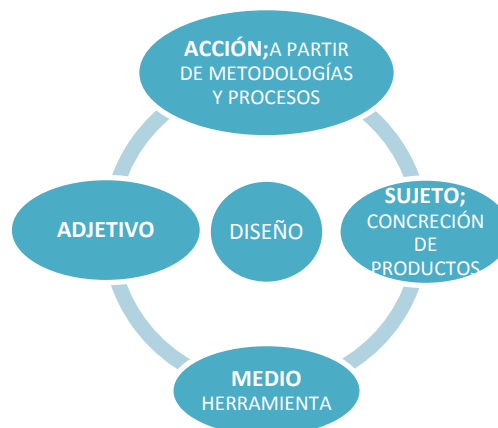 ACCIÓN;A PARTIR
DE METODOLOGÍAS
Y PROCESOS
SUJETO;
CONCRECIÓN
DE
PRODUCTOS
MEDIO
HERRAMIENTA
ADJETIVO
DISEÑO